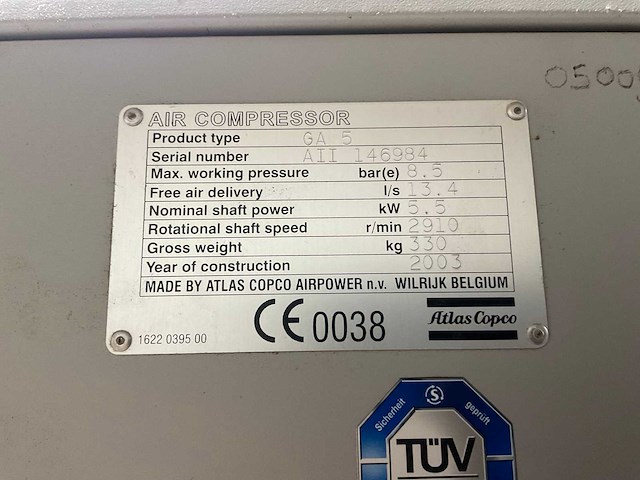 0500
AIR COMPRESSOR
Product type GA 5
Serial number AII 146984
Max. working pressure bar(e) 8.5
Free air delivery l/s 13.4
Nominal shaft power kW 5.5
Rotational shaft speed r/min 2910
Gross weight kg 330
Year of construction 2003
MADE BY ATLAS COPCO AIRPOWER n.v. WILRIJK BELGIUM
CE 0038
Atlas Copco
1622 0395 00
Sicherheit geprüft
S
TÜV